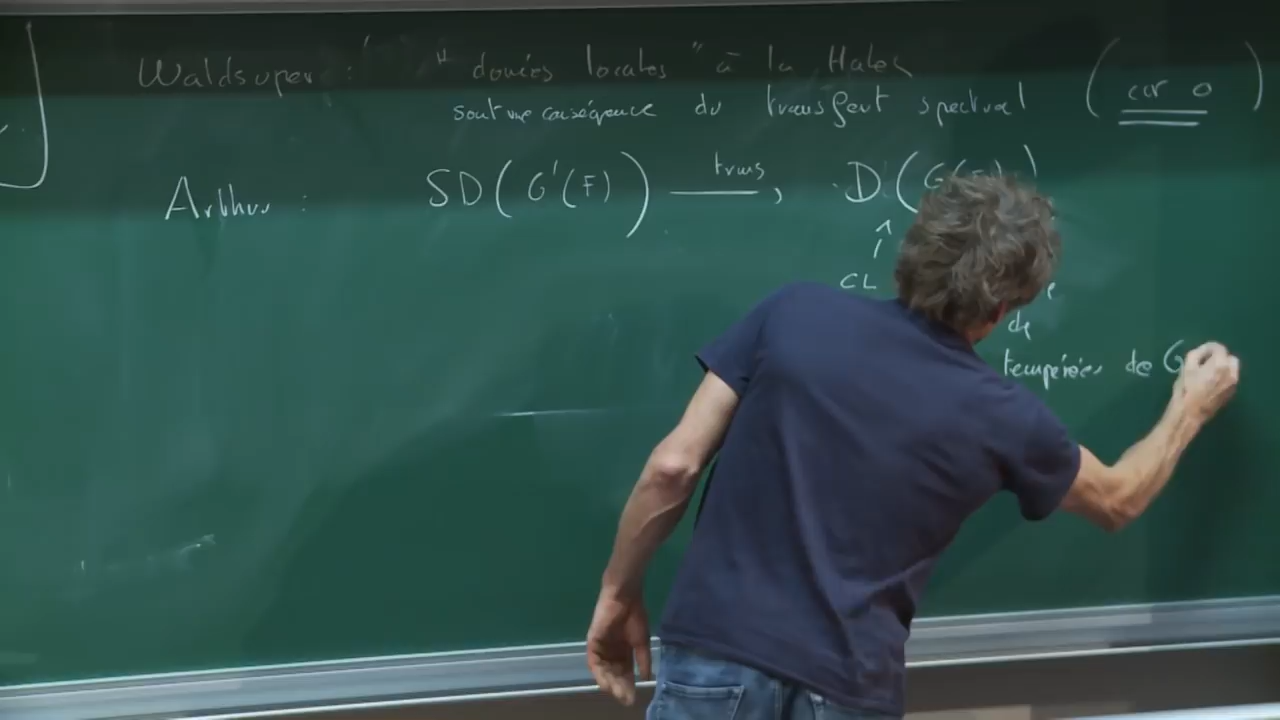 Waldspurger : "donées locales" à la Hales
sont une conséquence du transfert spectral (car 0)
Arthur : SD(G'(F)) trans → D(G(F))
CL
de
tempérées de G